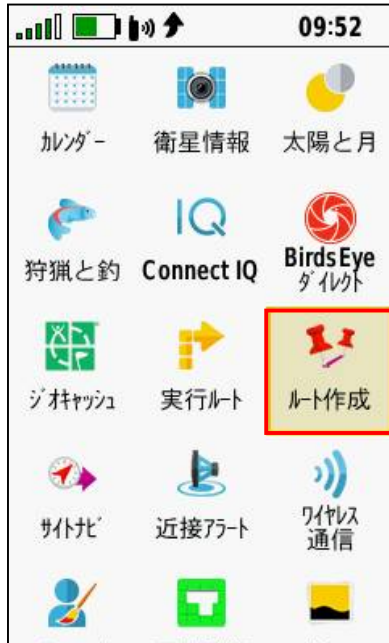 09:52
ｶﾚﾝﾀﾞｰ
衛星情報
太陽と月
狩猟と釣
Connect IQ
BirdsEye
ﾀﾞｲﾚｸﾄ
ｼﾞｵｷｬｯｼｭ
実行ﾙｰﾄ
ﾙｰﾄ作成
ｻｲﾄﾅﾋﾞ
近接ｱﾗｰﾄ
ﾜｲﾔﾚｽ
通信